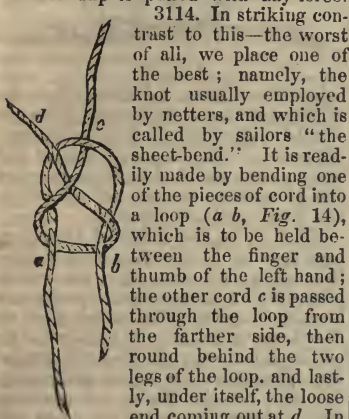 3114. In striking con-
trast to this—the worst
of all, we place one of
the best ; namely, the
knot usually employed
by netters, and which is
called by sailors "the
sheet-bend." It is read-
ily made by bending one
of the pieces of cord into
a loop (a b, Fig. 14),
which is to be held be-
tween the finger and
thumb of the left hand ;
the other cord c is passed
through the loop from
the farther side, then
round behind the two
legs of the loop. and last-
ly, under itself, the loose
end coming out at d. In
d
c
a
b